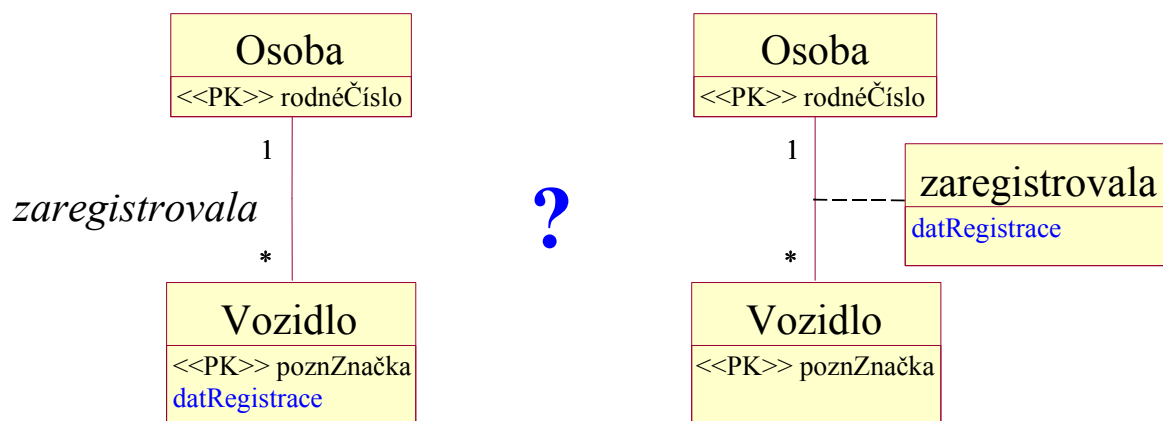 Osoba
<<PK>> rodnéČíslo
1
zaregistrovala
*
Vozidlo
<<PK>> poznZnačka
datRegistrace
?
Osoba
<<PK>> rodnéČíslo
1
zaregistrovala
datRegistrace
*
Vozidlo
<<PK>> poznZnačka